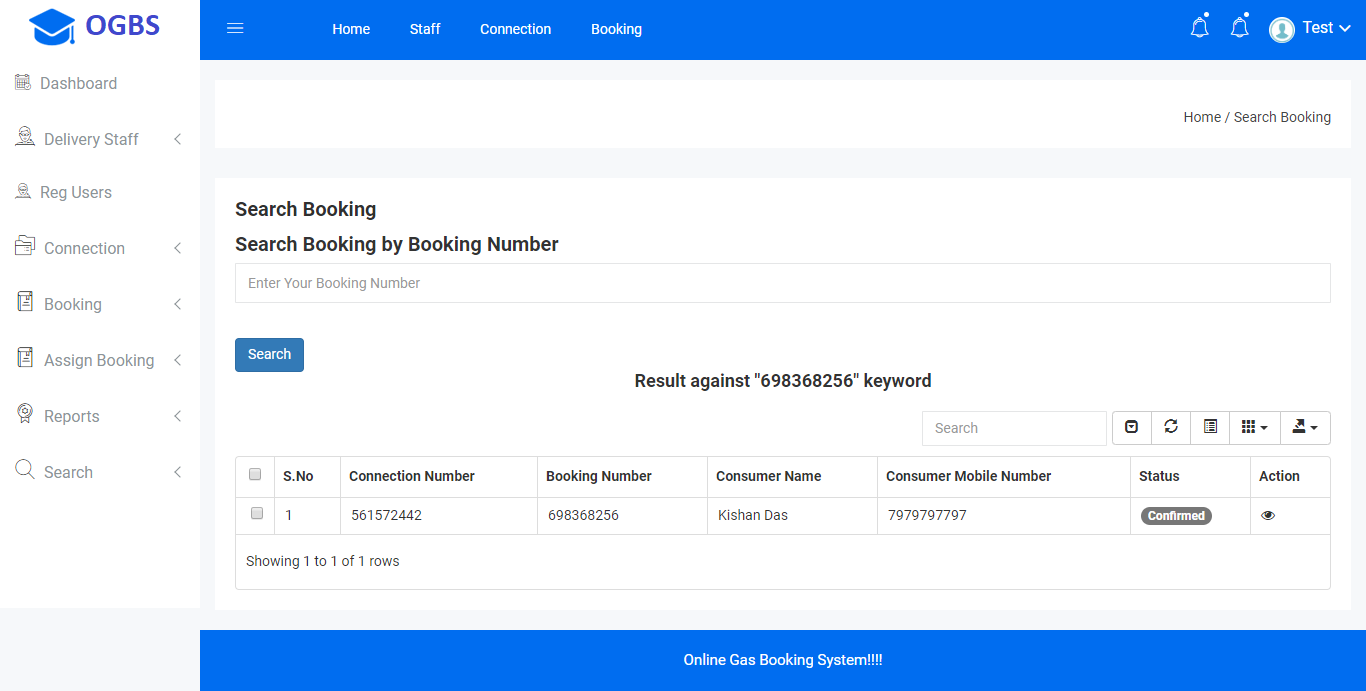 OGBS
Home Staff Connection Booking
Test
Dashboard
Delivery Staff
Reg Users
Connection
Booking
Assign Booking
Reports
Search
Home / Search Booking
Search Booking
Search Booking by Booking Number
Enter Your Booking Number
Search
Result against "698368256" keyword
Search
S.No Connection Number Booking Number Consumer Name Consumer Mobile Number Status Action
1 561572442 698368256 Kishan Das 7979797797 Confirmed
Showing 1 to 1 of 1 rows
Online Gas Booking System!!!!